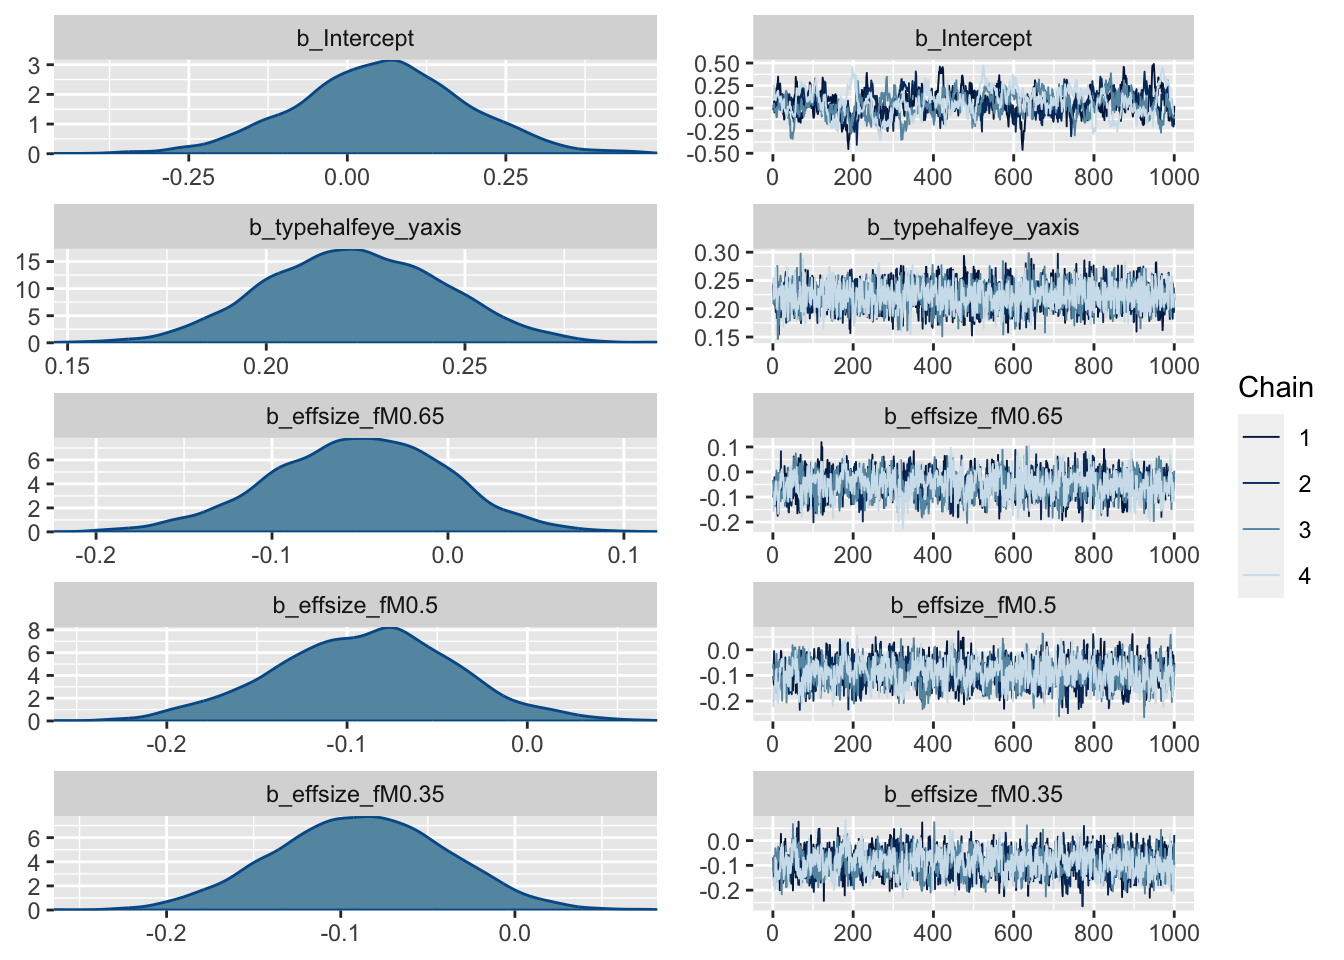 b_Intercept
3
2
1
0
-0.25 0.00 0.25
b_Intercept
0.50
0.25
0.00
-0.25
-0.50
0 200 400 600 800 1000
b_typehalfeye_yaxis
15
10
5
0
0.15 0.20 0.25
b_typehalfeye_yaxis
0.30
0.25
0.20
0.15
0 200 400 600 800 1000
b_effsize_fM0.65
6
4
2
0
-0.2 -0.1 0.0 0.1
b_effsize_fM0.65
0.1
0.0
-0.1
-0.2
0 200 400 600 800 1000
b_effsize_fM0.5
8
6
4
2
0
-0.2 -0.1 0.0
b_effsize_fM0.5
0.0
-0.1
-0.2
0 200 400 600 800 1000
b_effsize_fM0.35
6
4
2
0
-0.2 -0.1 0.0
b_effsize_fM0.35
0.0
-0.1
-0.2
0 200 400 600 800 1000
Chain
1
2
3
4